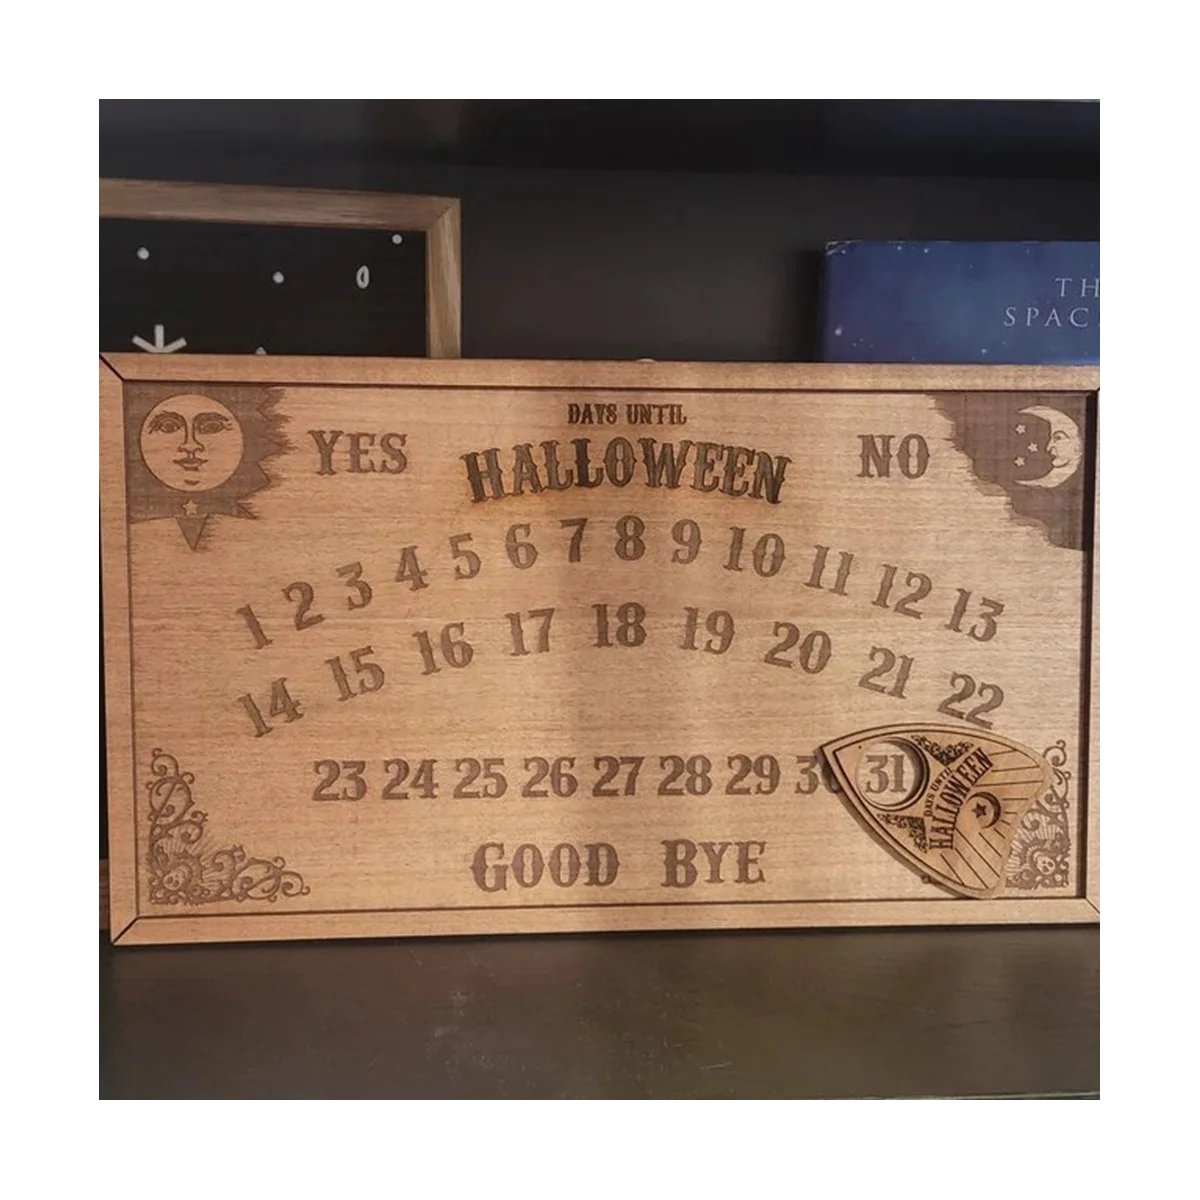 TH
SPAC
DAYS UNTIL
YES HALLOWEEN NO
1 2 3 4 5 6 7 8 9 10 11 12 13
14 15 16 17 18 19 20 21 22
23 24 25 26 27 28 29 30 31
DAYS UNTIL
HALLOWEEN
GOOD BYE